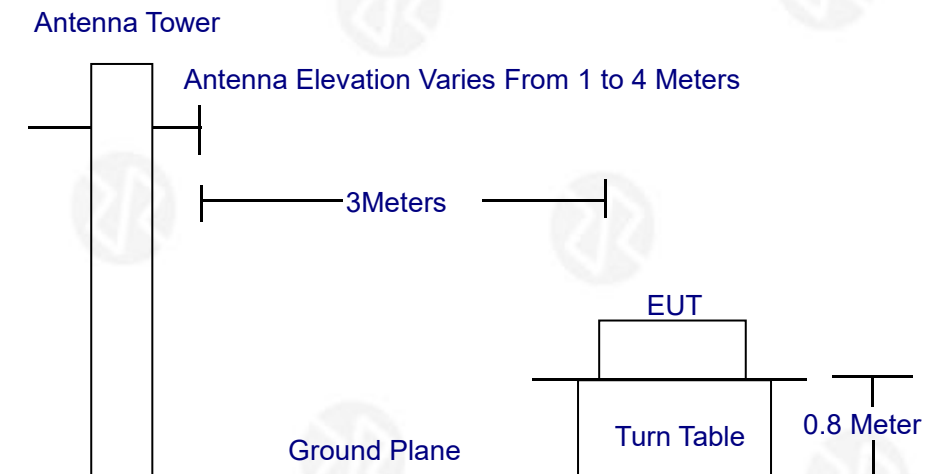 Antenna Tower
Antenna Elevation Varies From 1 to 4 Meters
3Meters
EUT
0.8 Meter
Turn Table
Ground Plane